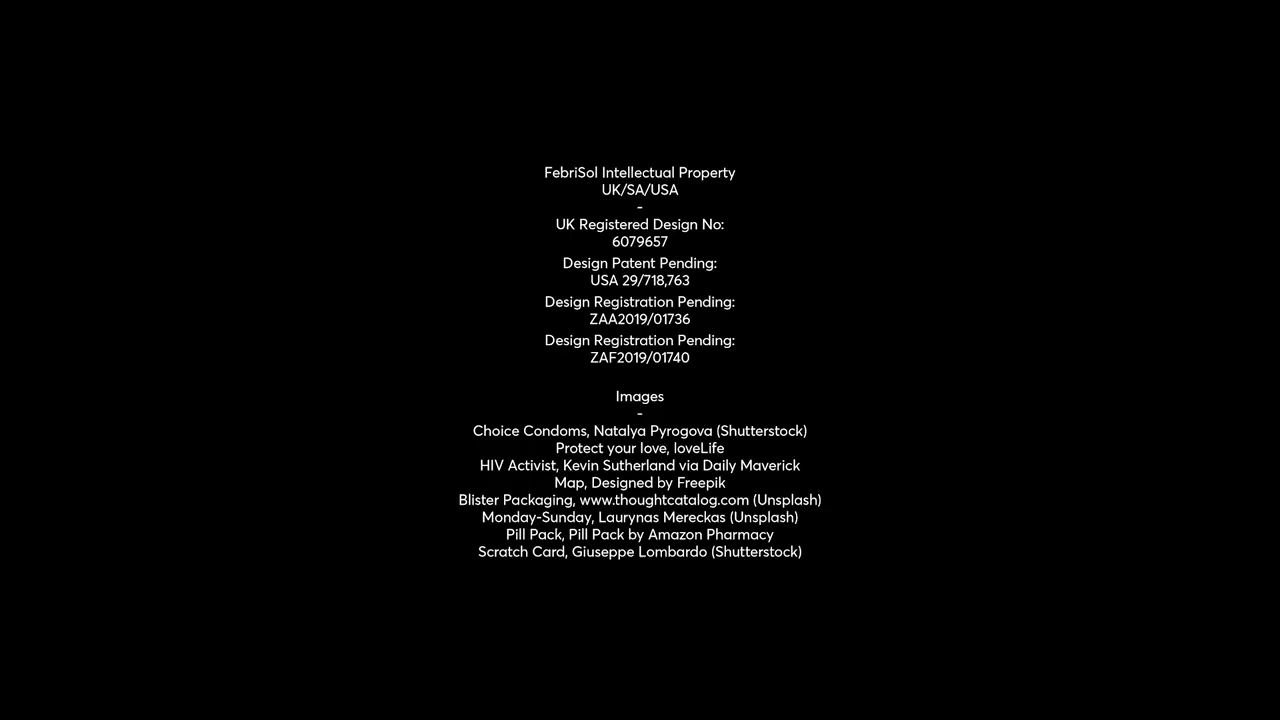 FebriSol Intellectual Property
UK/SA/USA
-
UK Registered Design No:
6079657
Design Patent Pending:
USA 29/718,763
Design Registration Pending:
ZAA2019/01736
Design Registration Pending:
ZAF2019/01740
Images
-
Choice Condoms, Natalya Pyrogova (Shutterstock)
Protect your love, loveLife
HIV Activist, Kevin Sutherland via Daily Maverick
Map, Designed by Freepik
Blister Packaging, www.thoughtcatalog.com (Unsplash)
Monday-Sunday, Laurynas Mereckas (Unsplash)
Pill Pack, Pill Pack by Amazon Pharmacy
Scratch Card, Giuseppe Lombardo (Shutterstock)